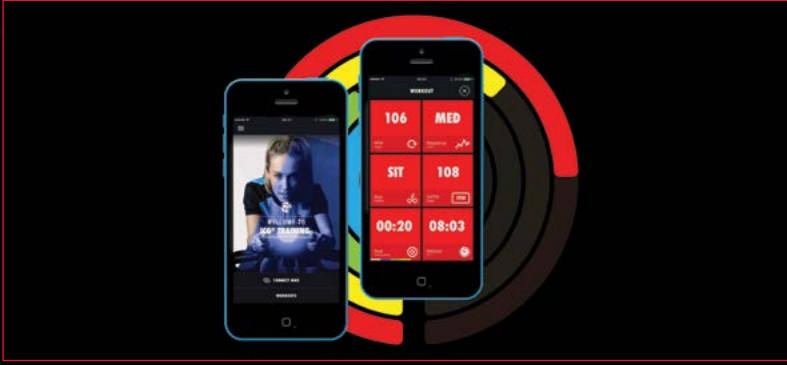 WELCOME TO
ICG® TRAINING
CONNECT BIKE
WORKOUTS
WORKOUT
106
MED
SIT
108
00:20
08:03